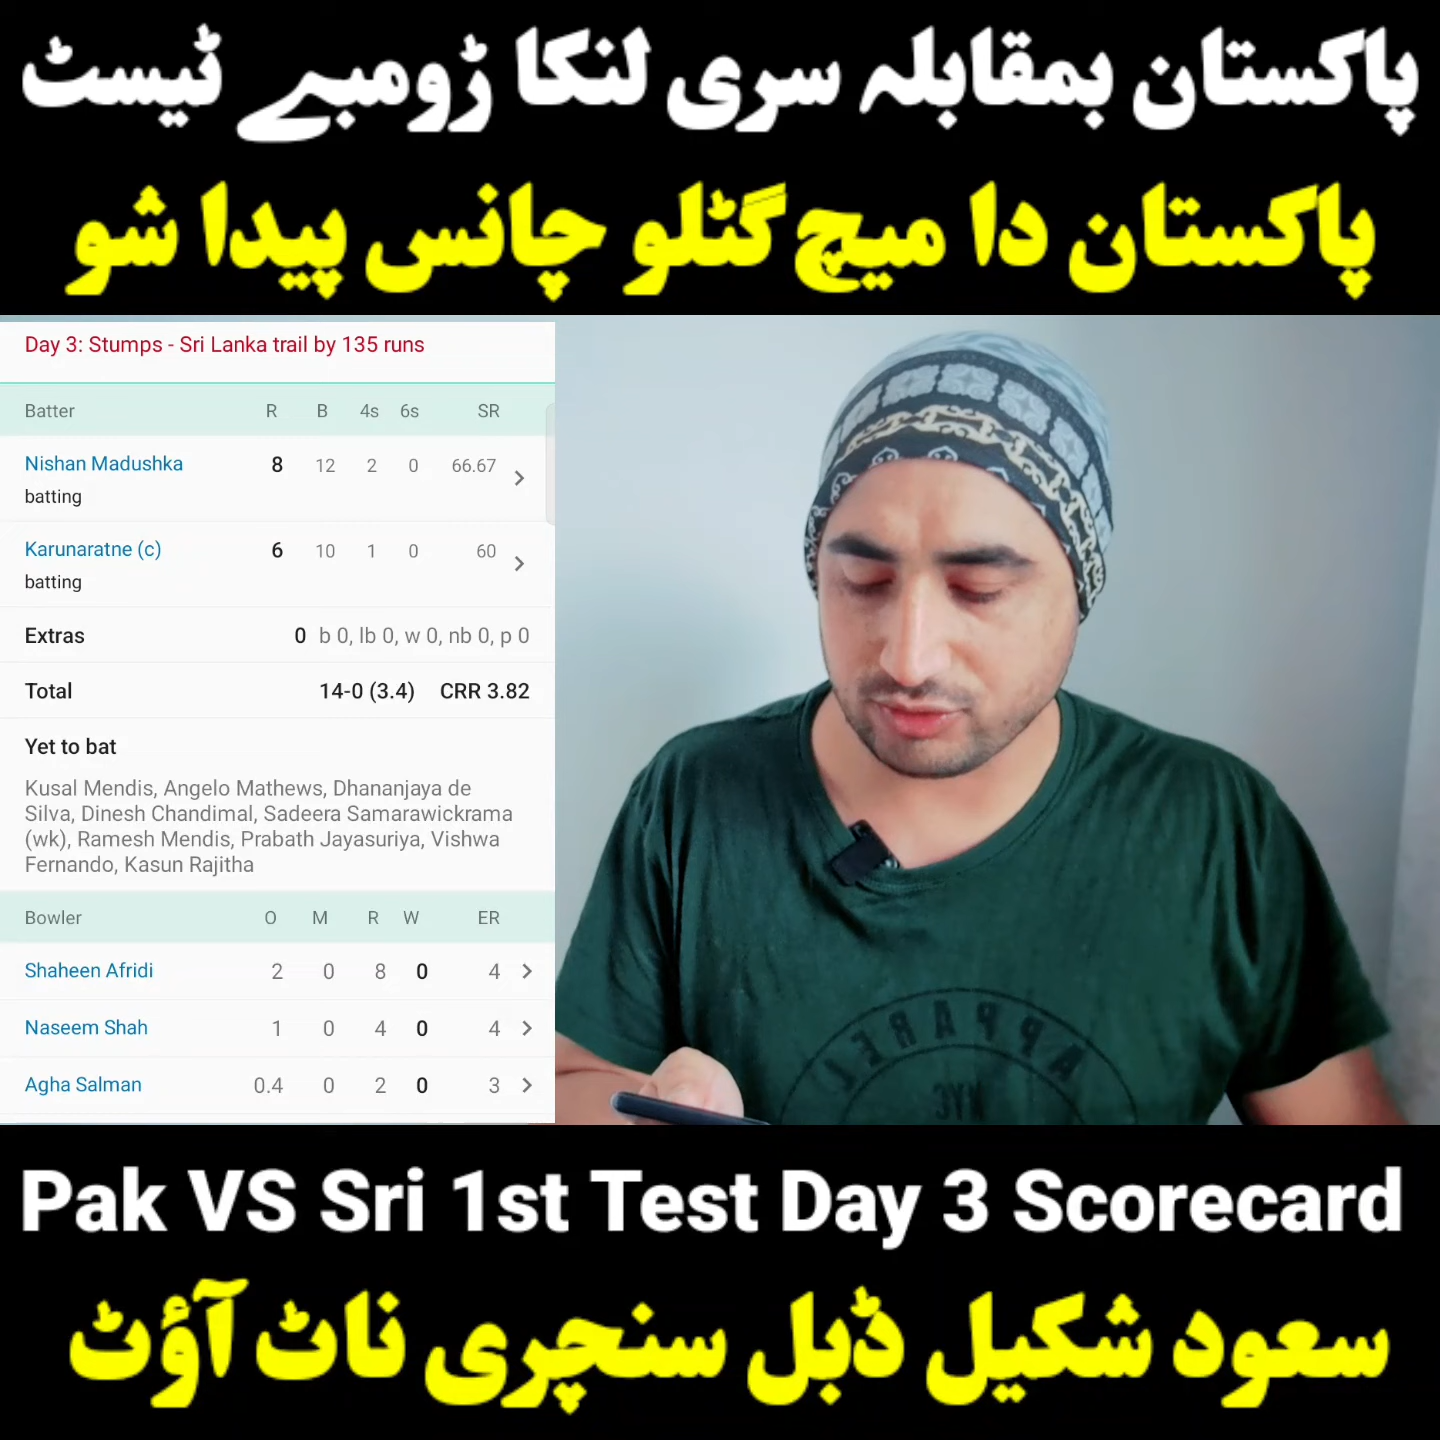 پاکستان بمقابلہ سری لنکا ړومبے ٹیسٹ
پاکستان دا میچ گٹلو چانس پیدا شو
Day 3: Stumps - Sri Lanka trail by 135 runs
Batter R B 4s 6s SR
Nishan Madushka 8 12 2 0 66.67
batting
Karunaratne (c) 6 10 1 0 60
batting
Extras 0 b 0, lb 0, w 0, nb 0, p 0
Total 14-0 (3.4) CRR 3.82
Yet to bat
Kusal Mendis, Angelo Mathews, Dhananjaya de
Silva, Dinesh Chandimal, Sadeera Samarawickrama
(wk), Ramesh Mendis, Prabath Jayasuriya, Vishwa
Fernando, Kasun Rajitha
Bowler O M R W ER
Shaheen Afridi 2 0 8 0 4
Naseem Shah 1 0 4 0 4
Agha Salman 0.4 0 2 0 3
APPAREL
NYC
Pak VS Sri 1st Test Day 3 Scorecard
سعود شکیل ڈبل سنچری ناٹ آؤٹ